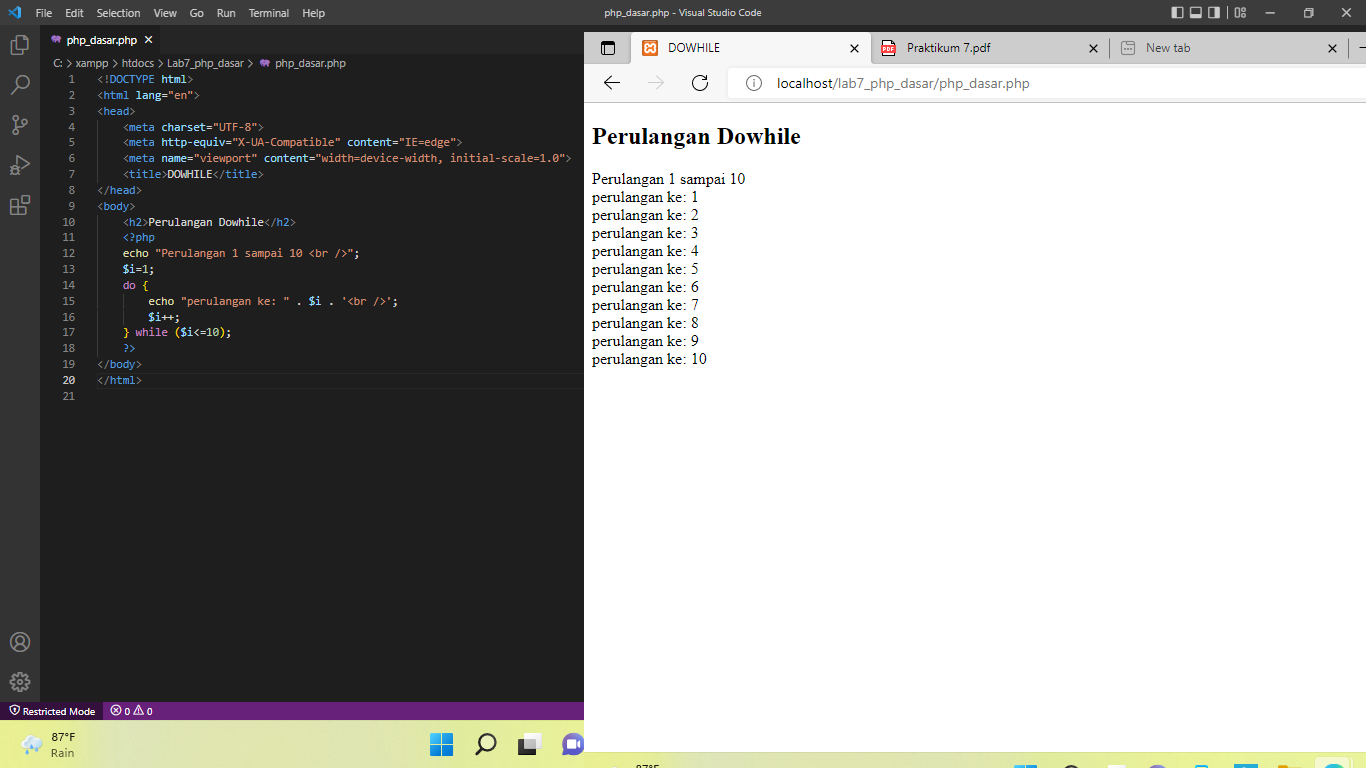 File Edit Selection View Go Run Terminal Help php_dasar.php - Visual Studio Code
php_dasar.php
C: > xampp > htdocs > Lab7_php_dasar > php_dasar.php
1 <!DOCTYPE html>
2 <html lang="en">
3 <head>
4 <meta charset="UTF-8">
5 <meta http-equiv="X-UA-Compatible" content="IE=edge">
6 <meta name="viewport" content="width=device-width, initial-scale=1.0">
7 <title>DOWHILE</title>
8 </head>
9 <body>
10 <h2>Perulangan Dowhile</h2>
11 <?php
12 echo "Perulangan 1 sampai 10 <br />";
13 $i=1;
14 do {
15 echo "perulangan ke: " . $i . '<br />';
16 $i++;
17 } while ($i<=10);
18 ?>
19 </body>
20 </html>
21
Restricted Mode 0 0
87°F
Rain
DOWHILE PDF Praktikum 7.pdf New tab
localhost/lab7_php_dasar/php_dasar.php
Perulangan Dowhile
Perulangan 1 sampai 10
perulangan ke: 1
perulangan ke: 2
perulangan ke: 3
perulangan ke: 4
perulangan ke: 5
perulangan ke: 6
perulangan ke: 7
perulangan ke: 8
perulangan ke: 9
perulangan ke: 10
87°F